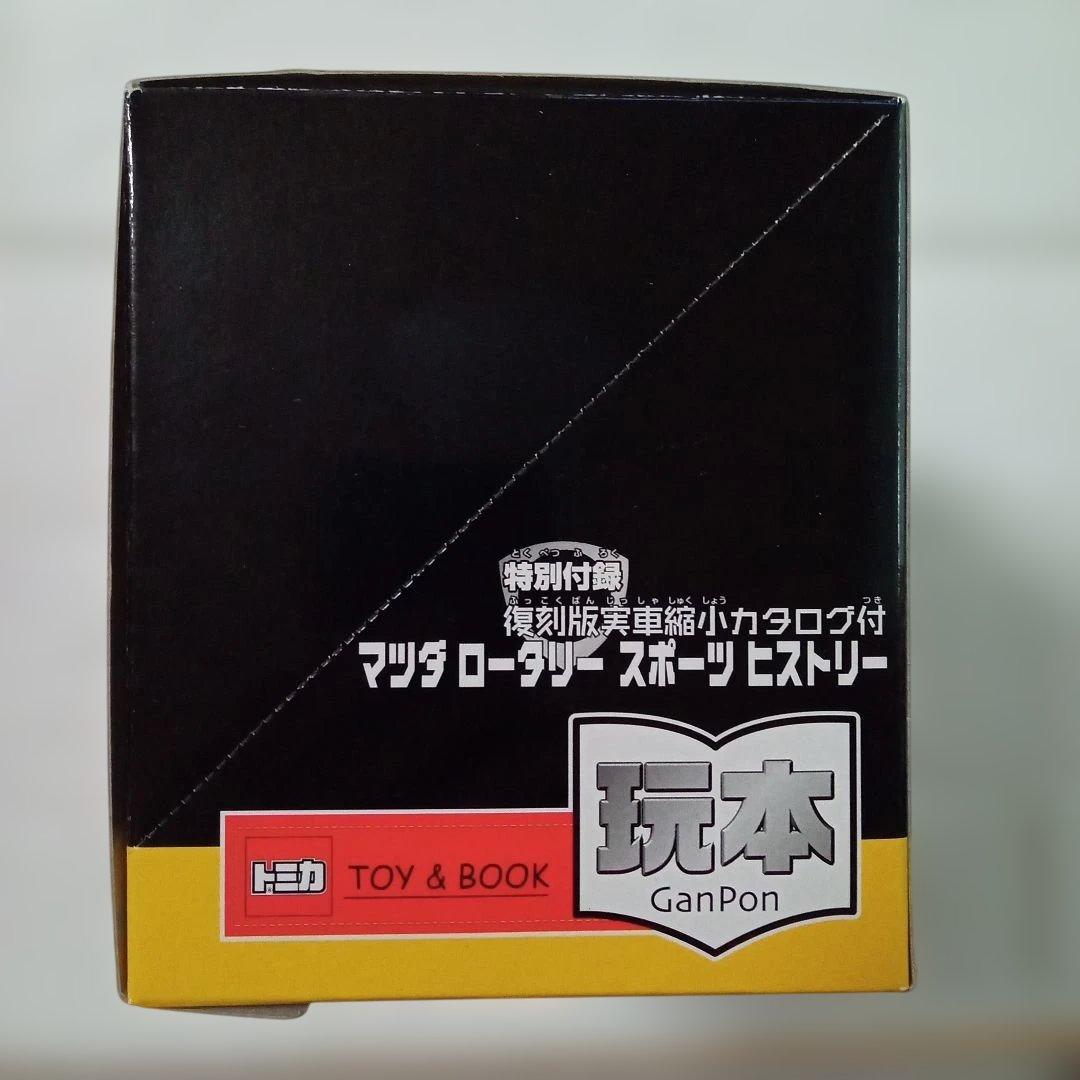 とくべつふろく
特別付録
ふっこくばんじっしゃしゅくしょう つき
復刻版実車縮小カタログ付
マツダ ロータリー スポーツ ヒストリー
玩本
GanPon
トミカ®
TOY & BOOK